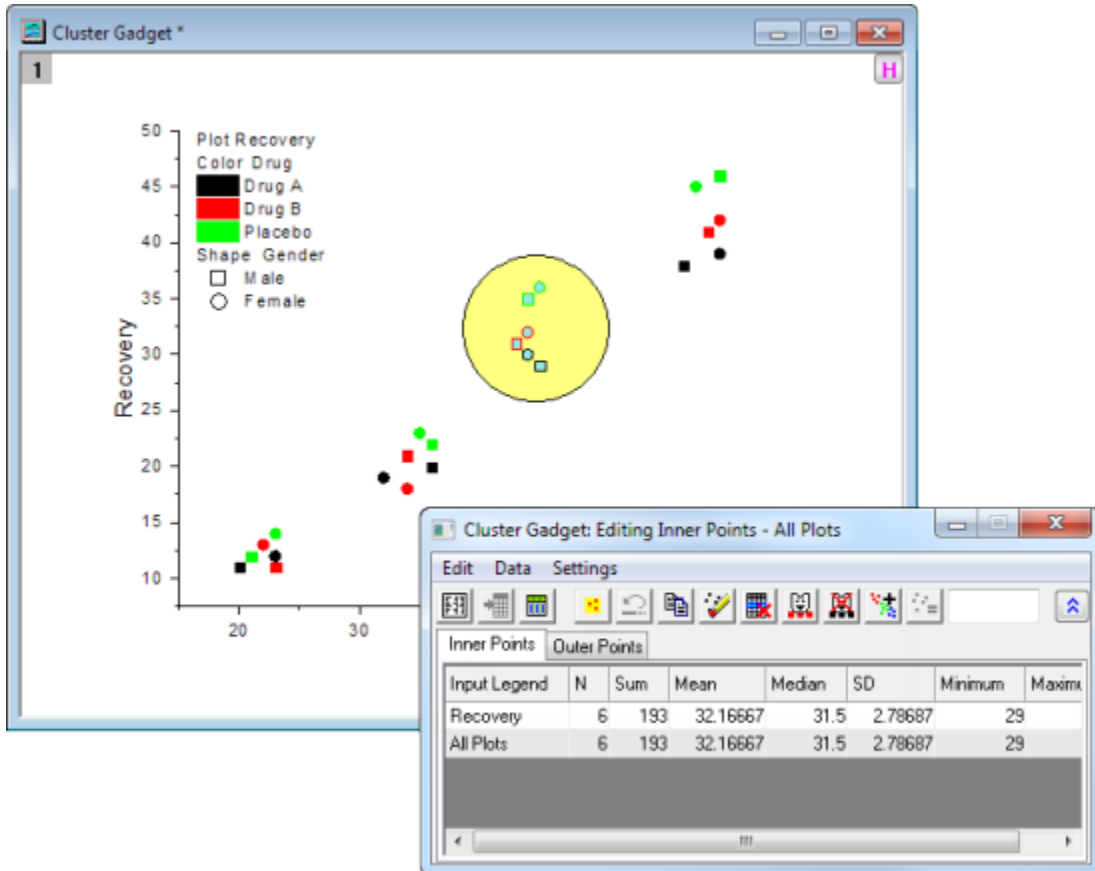 Cluster Gadget *
1
H
50
45
40
35
30
25
20
15
10
Recovery
Plot Recovery
Color Drug
Drug A
Drug B
Placebo
Shape Gender
Male
Female
20
30
Cluster Gadget: Editing Inner Points - All Plots
Edit Data Settings
Inner Points Outer Points
Input Legend N Sum Mean Median SD Minimum
Recovery 6 193 32.16667 31.5 2.78687 29
All Plots 6 193 32.16667 31.5 2.78687 29